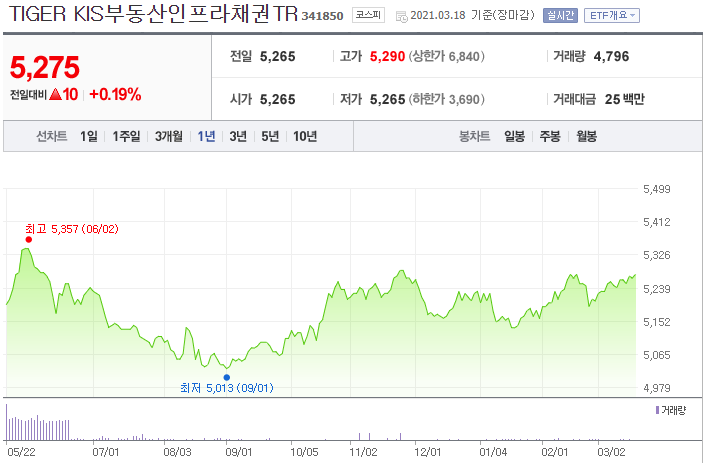 TIGER KIS부동산인프라채권TR 341850 코스피 2021.03.18 기준(장마감) 실시간 ETF개요
5,275
전일대비 ▲10 +0.19%
전일 5,265 고가 5,290 (상한가 6,840) 거래량 4,796
시가 5,265 저가 5,265 (하한가 3,690) 거래대금 25 백만
선차트 1일 1주일 3개월 1년 3년 5년 10년 봉차트 일봉 주봉 월봉
5,499
5,412
5,326
5,239
5,152
5,065
4,979
최고 5,357 (06/02)
최저 5,013 (09/01)
거래량
05/22 07/01 08/03 09/01 10/05 11/02 12/01 01/04 02/01 03/02